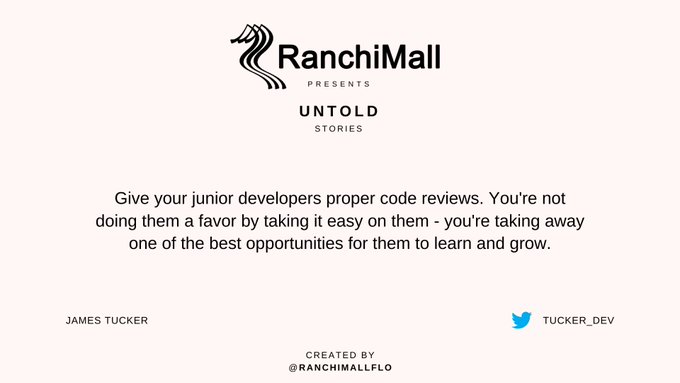 RanchiMall
PRESENTS
UNTOLD
STORIES
Give your junior developers proper code reviews. You're not
doing them a favor by taking it easy on them - you're taking away
one of the best opportunities for them to learn and grow.
JAMES TUCKER
TUCKER_DEV
CREATED BY
@RANCHIMALLFLO